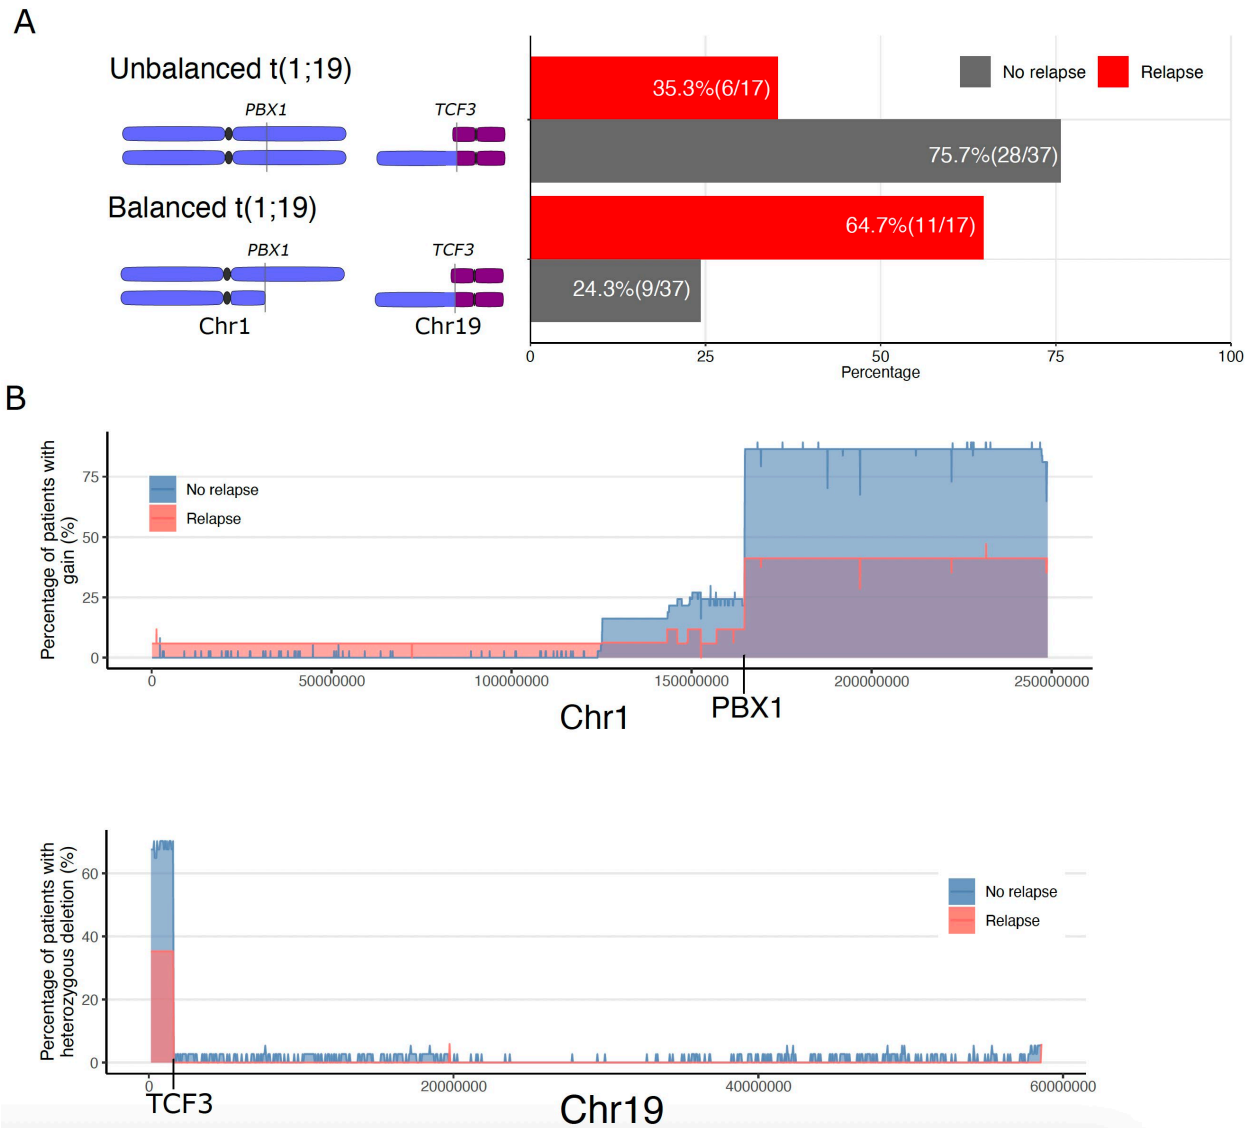 A
Unbalanced t(1;19)
PBX1
TCF3
Balanced t(1;19)
PBX1
TCF3
Chr1
Chr19
No relapse
Relapse
35.3%(6/17)
75.7%(28/37)
64.7%(11/17)
24.3%(9/37)
0
25
50
75
100
Percentage
B
Percentage of patients with
gain (%)
75
50
25
0
No relapse
Relapse
0
50000000
100000000
150000000
200000000
250000000
PBX1
Chr1
Percentage of patients with
heterozygous deletion (%)
60
40
20
0
No relapse
Relapse
0
20000000
40000000
60000000
TCF3
Chr19